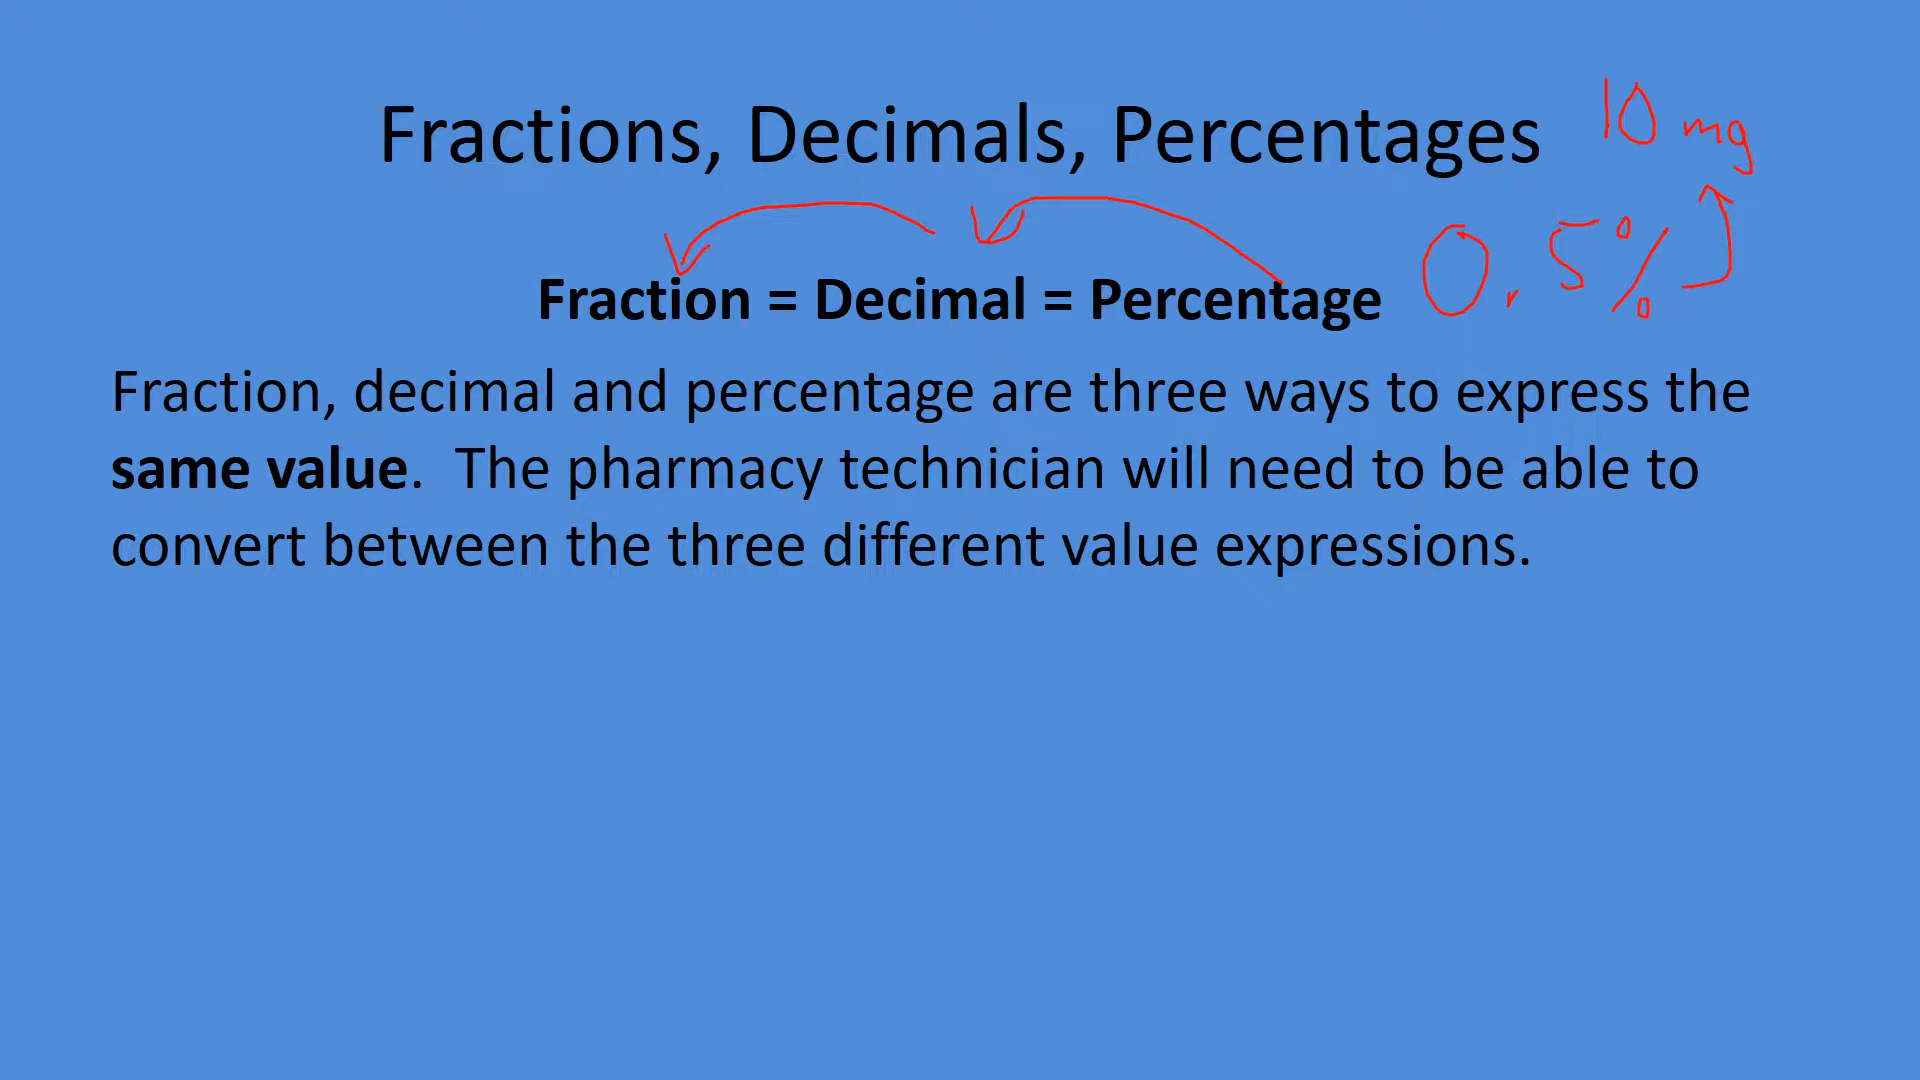 Fractions, Decimals, Percentages
10 mg
0.5%
Fraction = Decimal = Percentage
Fraction, decimal and percentage are three ways to express the
same value. The pharmacy technician will need to be able to
convert between the three different value expressions.